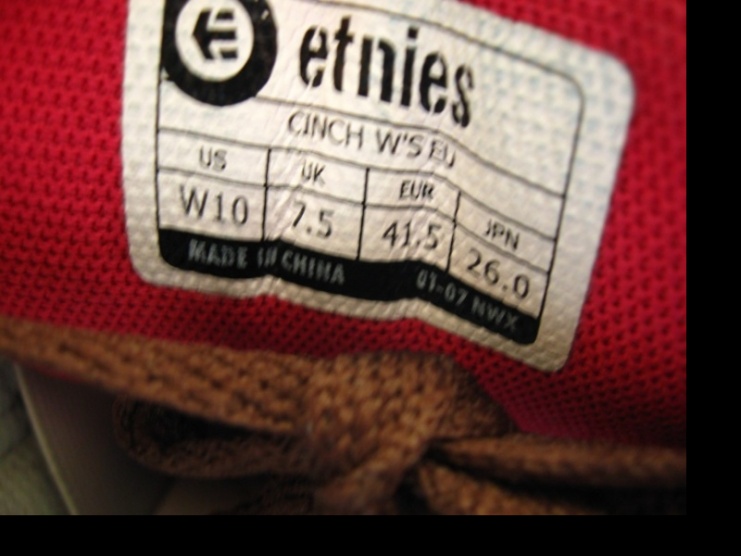 etnies
CINCH W'S EU
US UK EUR JPN
W10 7.5 41.5 26.0
MADE IN CHINA 01-07 NWX